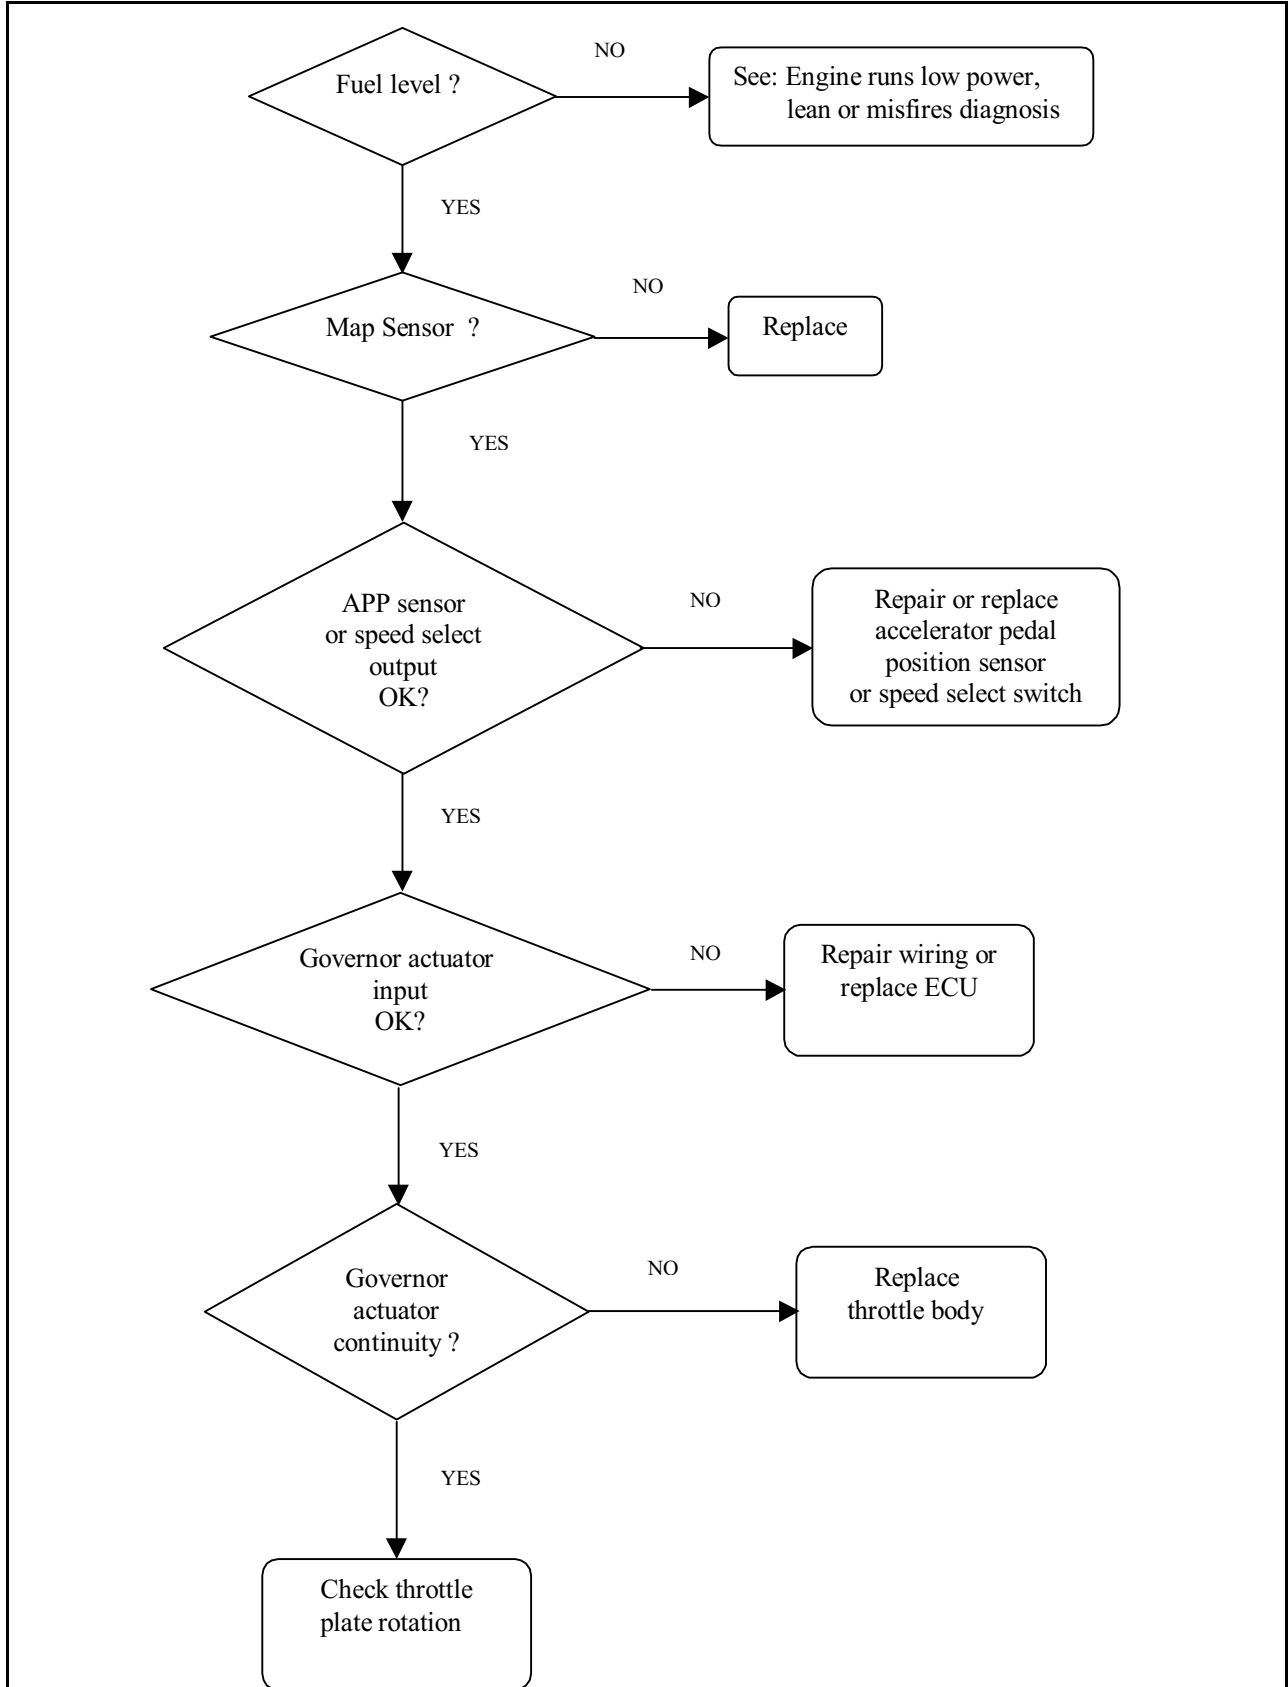 Fuel level ?
NO
See: Engine runs low power,
lean or misfires diagnosis
YES
Map Sensor ?
NO
Replace
YES
APP sensor
or speed select
output
OK?
NO
Repair or replace
accelerator pedal
position sensor
or speed select switch
YES
Governor actuator
input
OK?
NO
Repair wiring or
replace ECU
YES
Governor
actuator
continuity ?
NO
Replace
throttle body
YES
Check throttle
plate rotation